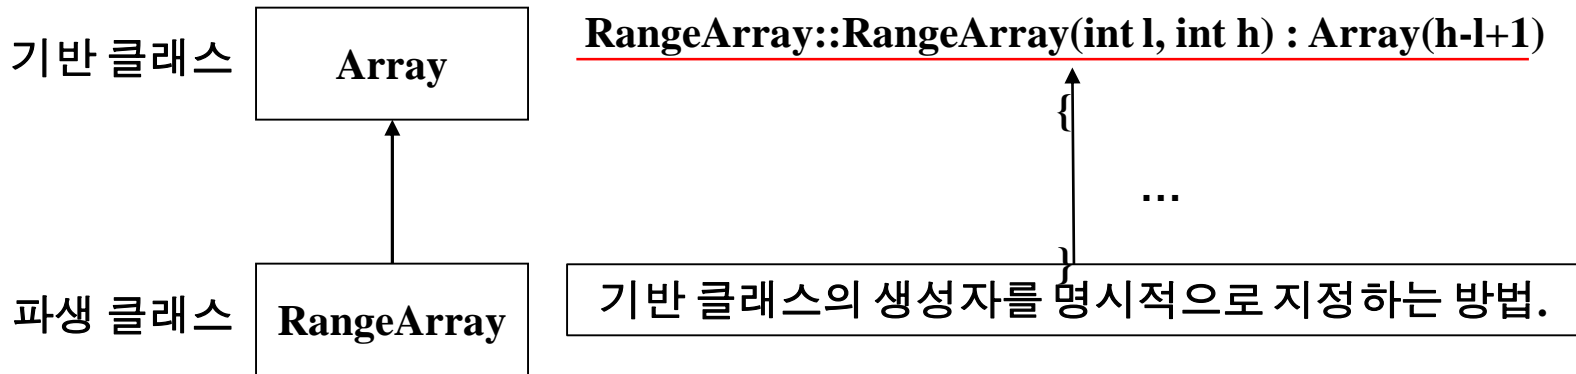 기반 클래스
Array
RangeArray::RangeArray(int l, int h) : Array(h-l+1)
{
...
}
파생 클래스
RangeArray
기반 클래스의 생성자를 명시적으로 지정하는 방법.